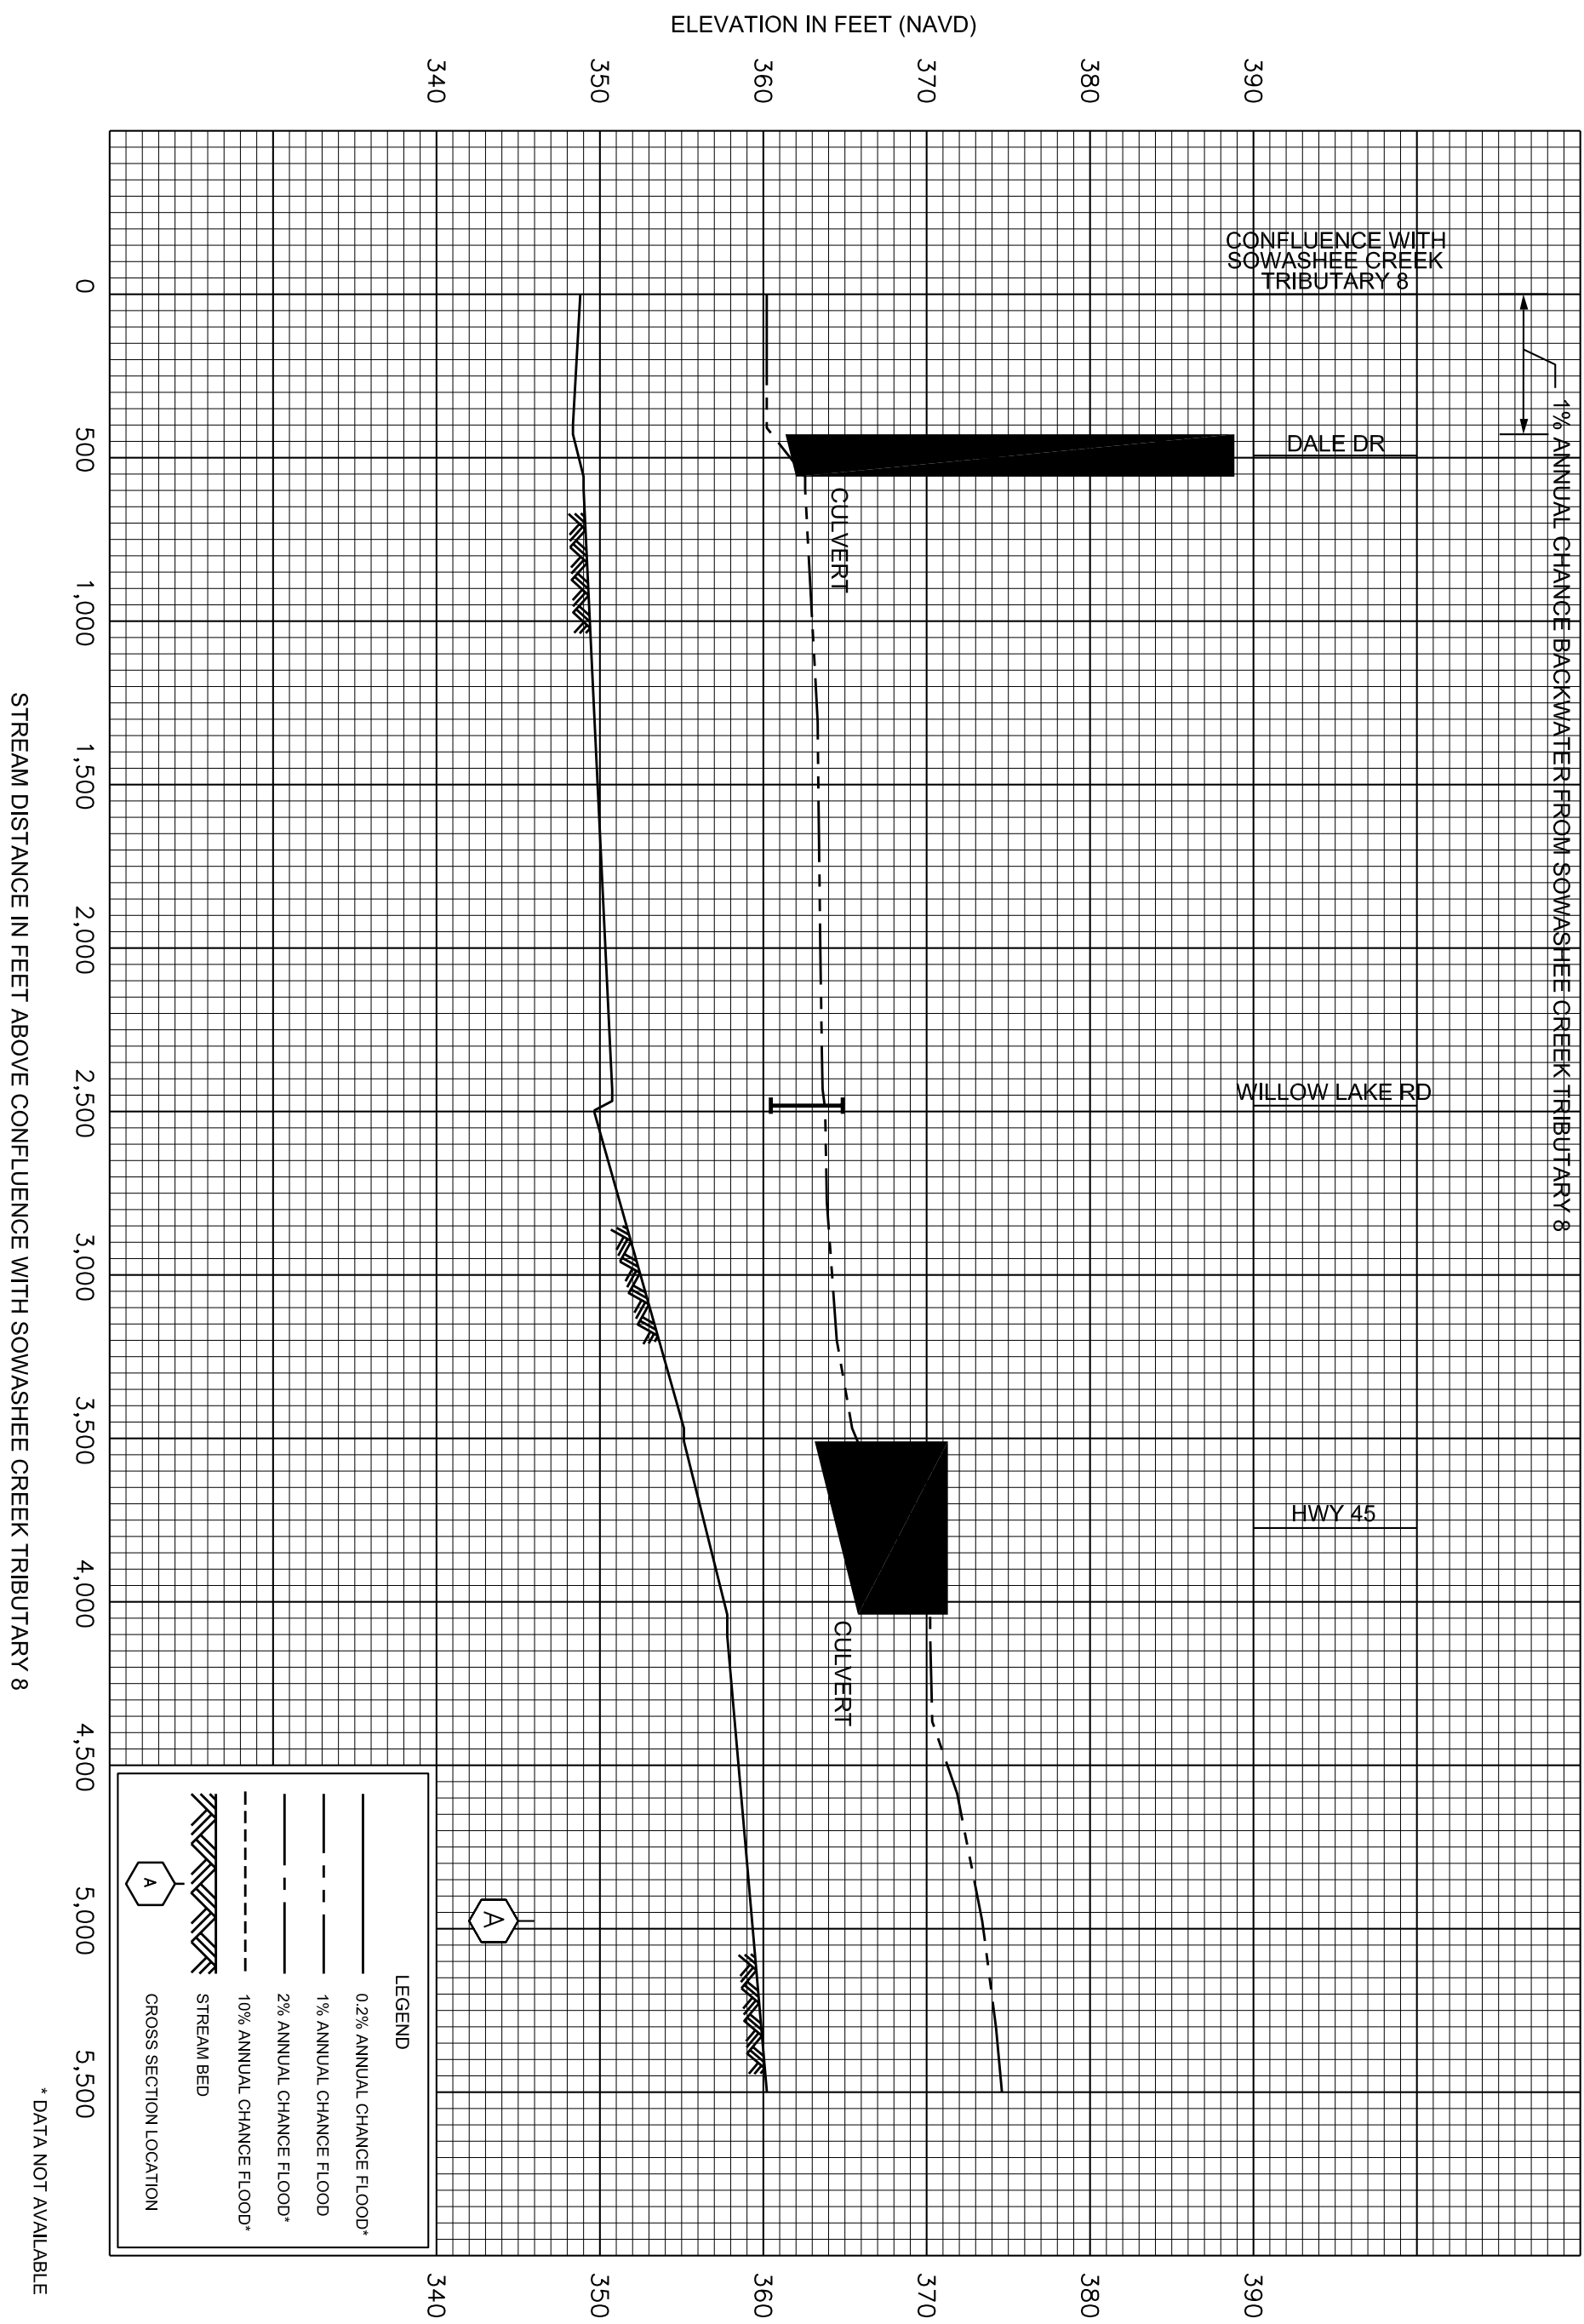 ELEVATION IN FEET (NAVD)
390
380
370
360
350
340
1% ANNUAL CHANCE BACKWATER FROM SOWASHEE CREEK TRIBUTARY 8
CONFLUENCE WITH
SOWASHEE CREEK
TRIBUTARY 8
DALE DR
WILLOW LAKE RD
HWY 45
CULVERT
CULVERT
A
390
380
370
360
350
340
LEGEND
0.2% ANNUAL CHANCE FLOOD*
1% ANNUAL CHANCE FLOOD
2% ANNUAL CHANCE FLOOD*
10% ANNUAL CHANCE FLOOD*
STREAM BED
A
CROSS SECTION LOCATION
0
500
1,000
1,500
2,000
2,500
3,000
3,500
4,000
4,500
5,000
5,500
STREAM DISTANCE IN FEET ABOVE CONFLUENCE WITH SOWASHEE CREEK TRIBUTARY 8
* DATA NOT AVAILABLE